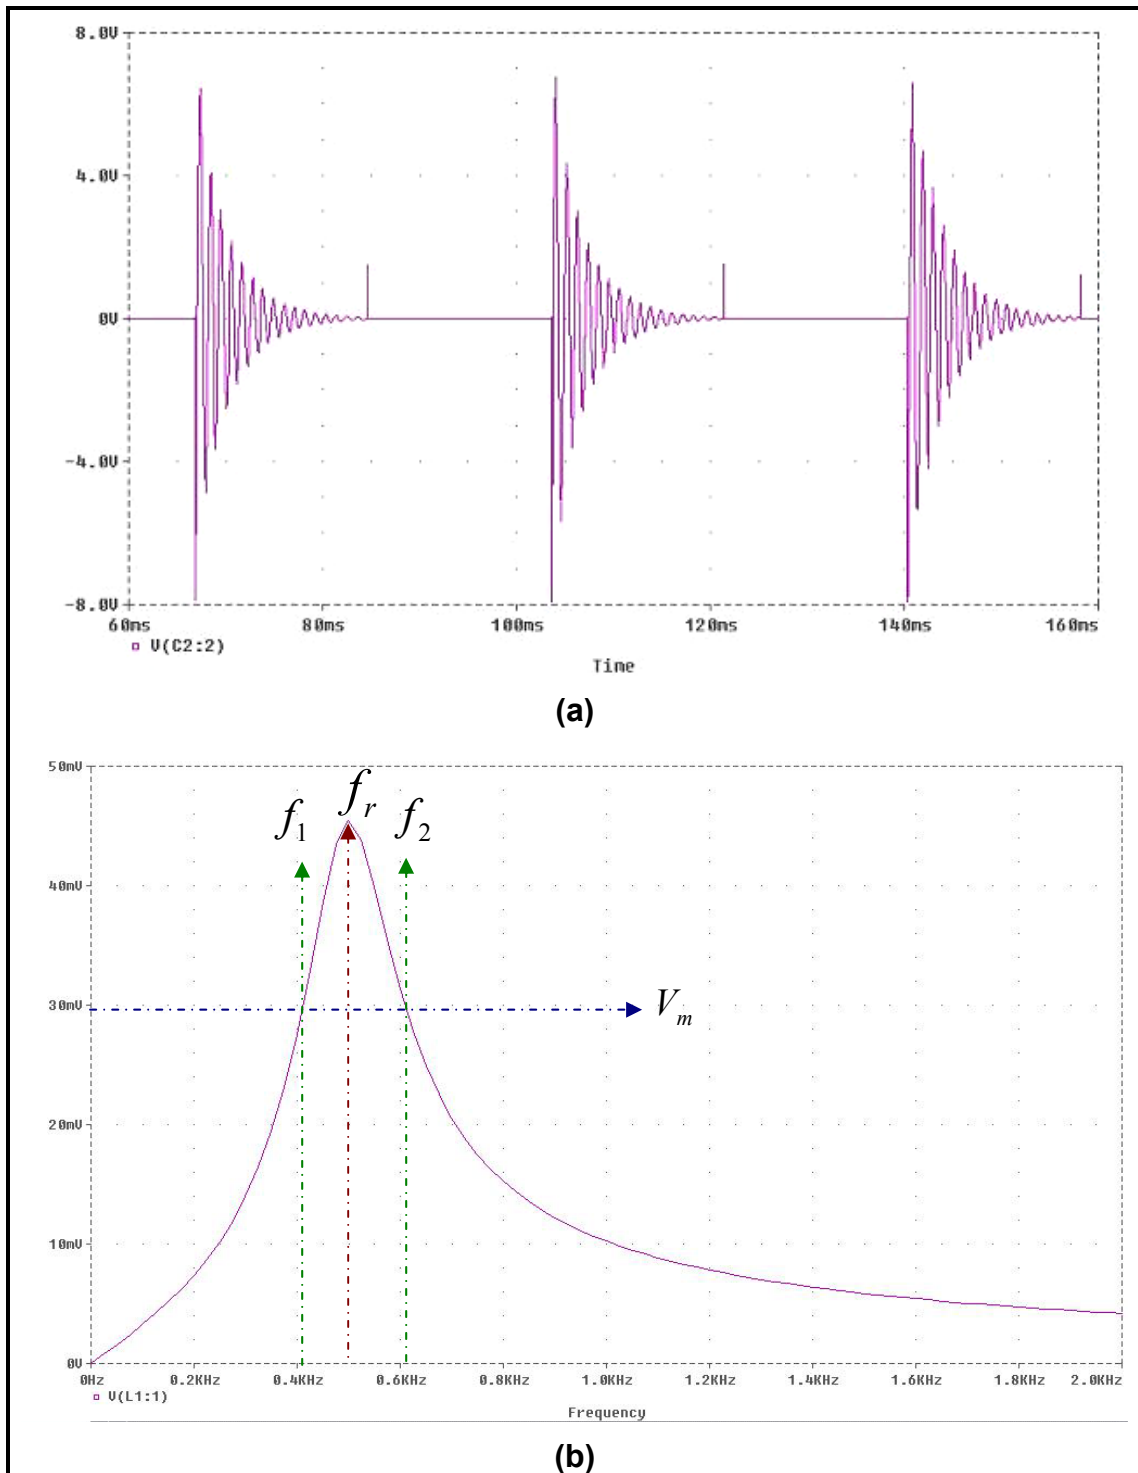 8.0V
4.0V
0V
-4.0V
-8.0V
60ms 80ms 100ms 120ms 140ms 160ms
V(C2:2)
Time
(a)
50mV
f1 fr f2
40mV
30mV
Vm
20mV
10mV
0V
0Hz 0.2KHz 0.4KHz 0.6KHz 0.8KHz 1.0KHz 1.2KHz 1.4KHz 1.6KHz 1.8KHz 2.0KHz
V(L1:1)
Frequency
(b)